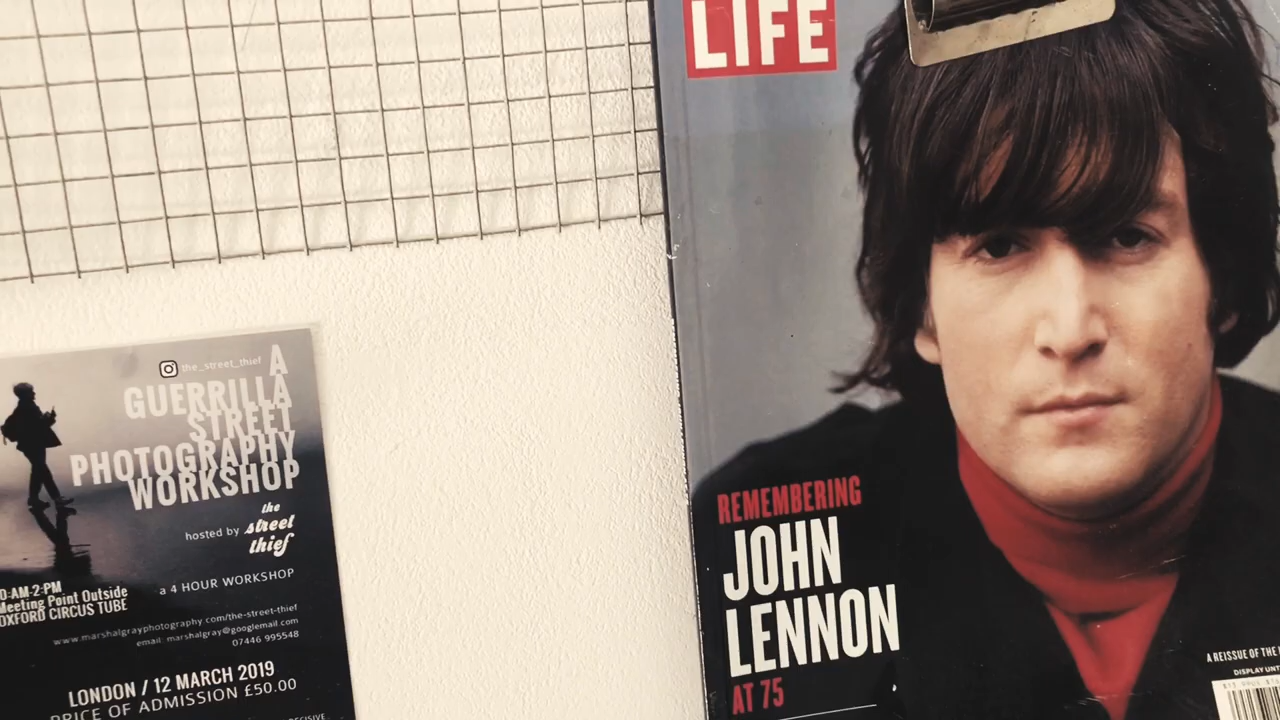 LIFE
REMEMBERING
JOHN
LENNON
AT 75
A REISSUE OF THE
DISPLAY
the_street_thief
A
GUERRILLA
STREET
PHOTOGRAPHY
WORKSHOP
hosted by the street thief
a 4 HOUR WORKSHOP
AM-2:PM
Meeting Point Outside
OXFORD CIRCUS TUBE
www.marshalgrayphotography.com/the-street-thief
email: marshalgray@googlemail.com
07446 995548
LONDON / 12 MARCH 2019
PRICE OF ADMISSION £50.00